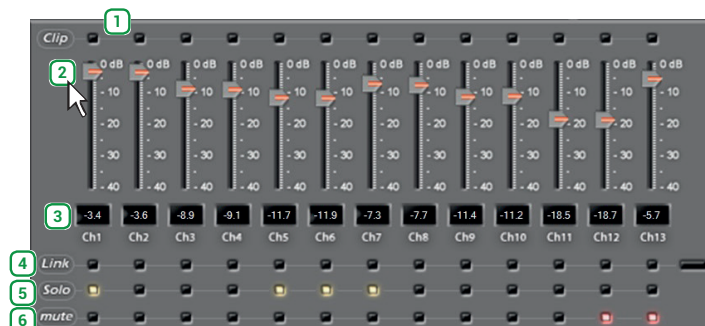 1
Clip
2
0 dB 0 dB 0 dB 0 dB 0 dB 0 dB 0 dB 0 dB 0 dB 0 dB 0 dB 0 dB 0 dB
- 10 - 10 - 10 - 10 - 10 - 10 - 10 - 10 - 10 - 10 - 10 - 10 - 10
- 20 - 20 - 20 - 20 - 20 - 20 - 20 - 20 - 20 - 20 - 20 - 20 - 20
- 30 - 30 - 30 - 30 - 30 - 30 - 30 - 30 - 30 - 30 - 30 - 30 - 30
- 40 - 40 - 40 - 40 - 40 - 40 - 40 - 40 - 40 - 40 - 40 - 40 - 40
3 -3.4 -3.6 -8.9 -9.1 -11.7 -11.9 -7.3 -7.7 -11.4 -11.2 -18.5 -18.7 -5.7
Ch1 Ch2 Ch3 Ch4 Ch5 Ch6 Ch7 Ch8 Ch9 Ch10 Ch11 Ch12 Ch13
4 Link
5 Solo
6 mute